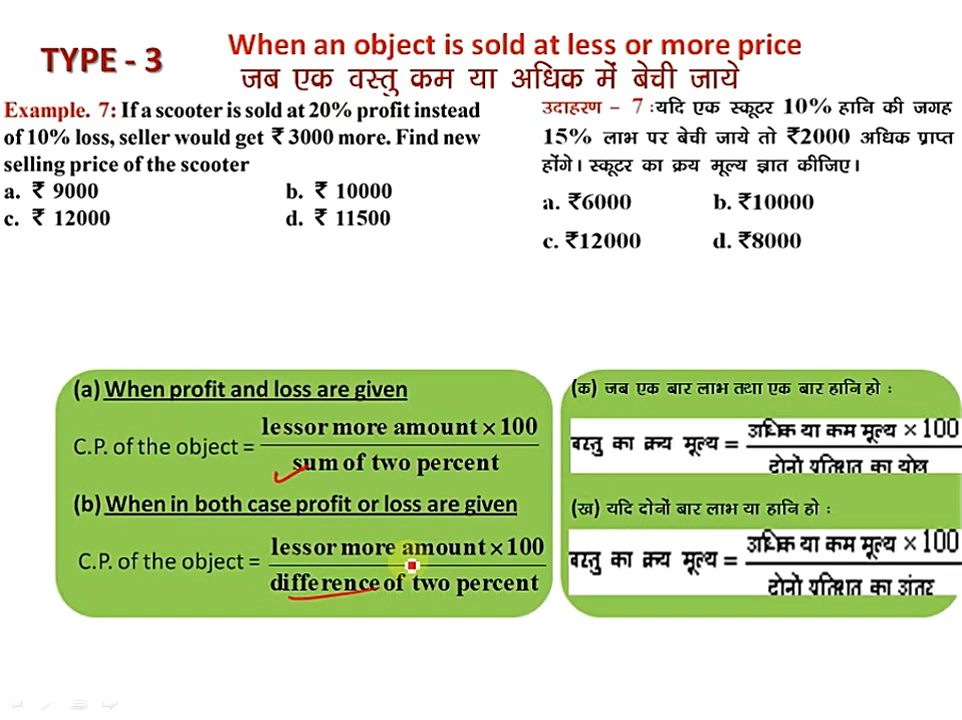 TYPE - 3
When an object is sold at less or more price
जब एक वस्तु कम या अधिक में बेची जाये
Example. 7: If a scooter is sold at 20% profit instead
of 10% loss, seller would get ₹ 3000 more. Find new
selling price of the scooter
a. ₹ 9000 b. ₹ 10000
c. ₹ 12000 d. ₹ 11500
उदाहरण – 7 :यदि एक स्कूटर 10% हानि की जगह
15% लाभ पर बेची जाये तो ₹2000 अधिक प्राप्त
होंगे। स्कूटर का क्रय मूल्य ज्ञात कीजिए।
a. ₹6000 b. ₹10000
c. ₹12000 d. ₹8000
(a) When profit and loss are given
C.P. of the object = lessor more amount × 100
sum of two percent
(b) When in both case profit or loss are given
C.P. of the object = lessor more amount × 100
difference of two percent
(क) जब एक बार लाभ तथा एक बार हानि हो :
वस्तु का क्रय मूल्य = अधिक या कम मूल्य × 100
दोनों प्रतिशत का योग
(ख) यदि दोनों बार लाभ या हानि हो :
वस्तु का क्रय मूल्य = अधिक या कम मूल्य × 100
दोनों प्रतिशत का अंतर